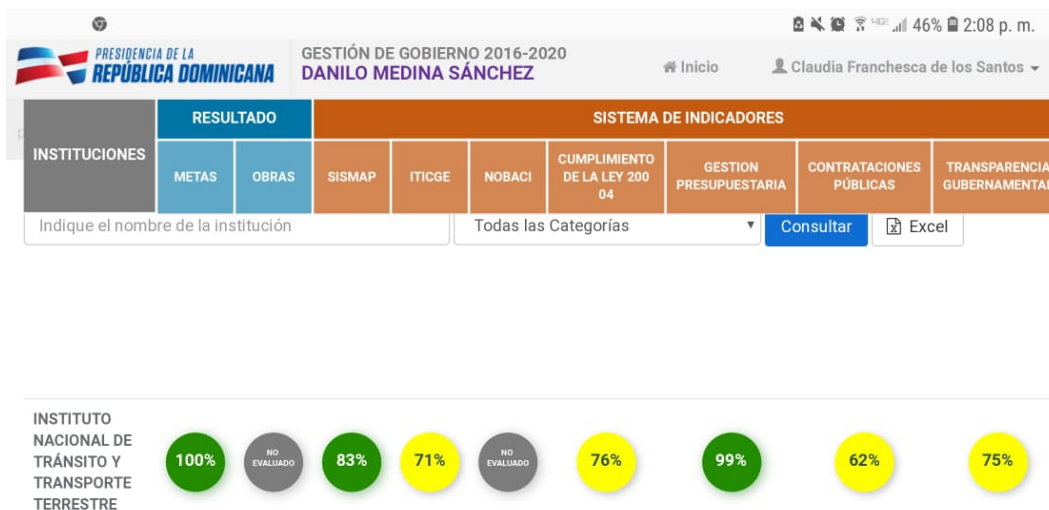 46% 2:08 p. m.
PRESIDENCIA DE LA
REPÚBLICA DOMINICANA
GESTIÓN DE GOBIERNO 2016-2020
DANILO MEDINA SÁNCHEZ
Inicio
Claudia Franchesca de los Santos
INSTITUCIONES
RESULTADO
SISTEMA DE INDICADORES
METAS
OBRAS
SISMAP
ITICGE
NOBACI
CUMPLIMIENTO
DE LA LEY 200
04
GESTION
PRESUPUESTARIA
CONTRATACIONES
PÚBLICAS
TRANSPARENCIA
GUBERNAMENTAL
Indique el nombre de la institución
Todas las Categorías
Consultar
Excel
INSTITUTO
NACIONAL DE
TRÁNSITO Y
TRANSPORTE
TERRESTRE
100%
NO
EVALUADO
83%
71%
NO
EVALUADO
76%
99%
62%
75%